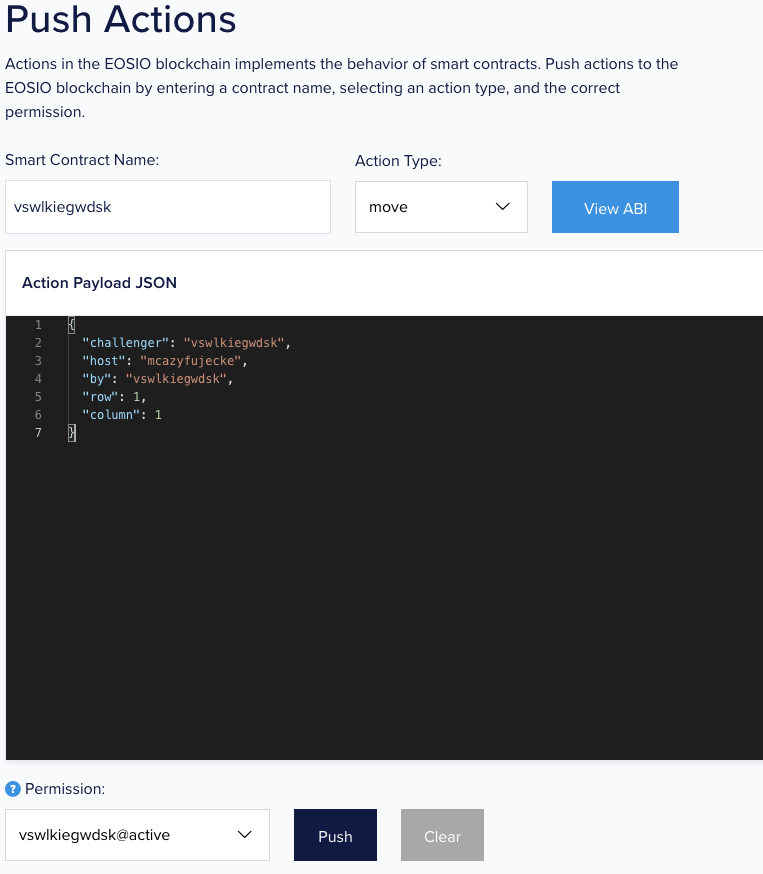 Push Actions
Actions in the EOSIO blockchain implements the behavior of smart contracts. Push actions to the
EOSIO blockchain by entering a contract name, selecting an action type, and the correct
permission.
Smart Contract Name:
Action Type:
vswlkiegwdsk
move
View ABI
Action Payload JSON
1 {
2 "challenger": "vswlkiegwdsk",
3 "host": "mcazyfujecke",
4 "by": "vswlkiegwdsk",
5 "row": 1,
6 "column": 1
7 }
? Permission:
vswlkiegwdsk@active
Push
Clear